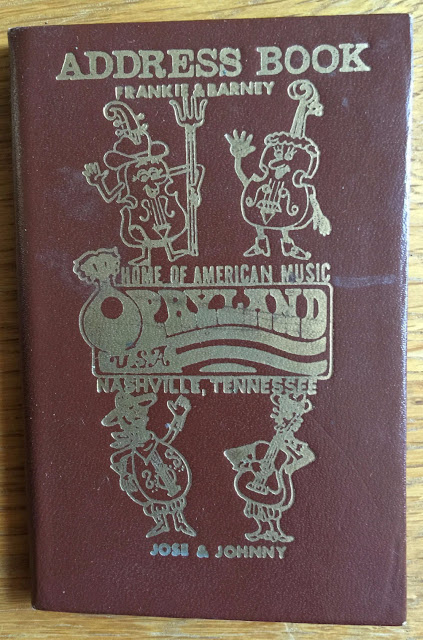 ADDRESS BOOK
FRANKIE & BARNEY
HOME OF AMERICAN MUSIC
OPRYLAND
U.S.A.
NASHVILLE, TENNESSEE
JOSE & JOHNNY